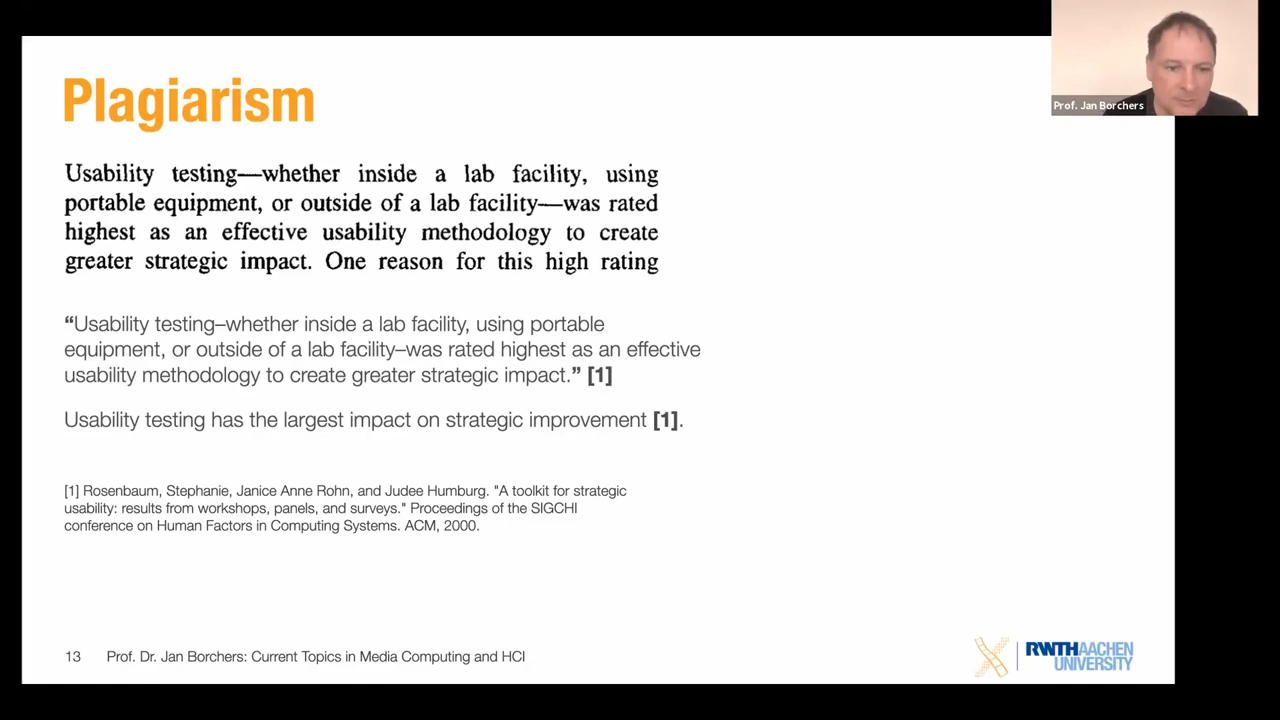 Plagiarism
Prof. Jan Borchers
Usability testing—whether inside a lab facility, using
portable equipment, or outside of a lab facility—was rated
highest as an effective usability methodology to create
greater strategic impact. One reason for this high rating
“Usability testing–whether inside a lab facility, using portable
equipment, or outside of a lab facility–was rated highest as an effective
usability methodology to create greater strategic impact.” [1]
Usability testing has the largest impact on strategic improvement [1].
[1] Rosenbaum, Stephanie, Janice Anne Rohn, and Judee Humburg. "A toolkit for strategic
usability: results from workshops, panels, and surveys." Proceedings of the SIGCHI
conference on Human Factors in Computing Systems. ACM, 2000.
13 Prof. Dr. Jan Borchers: Current Topics in Media Computing and HCI
RWTHAACHEN
UNIVERSITY